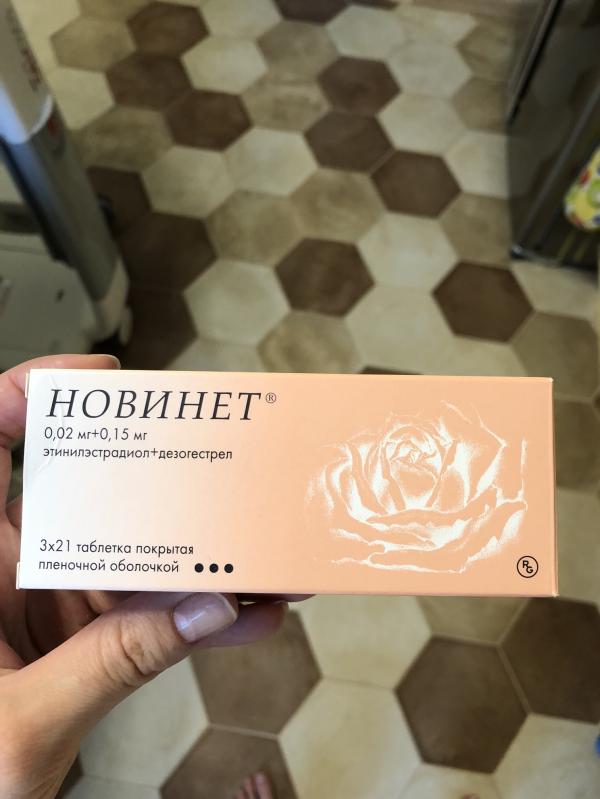 НОВИНЕТ®
0,02 мг+0,15 мг
этинилэстрадиол+дезогестрел
3х21 таблетка покрытая
пленочной оболочкой
RG